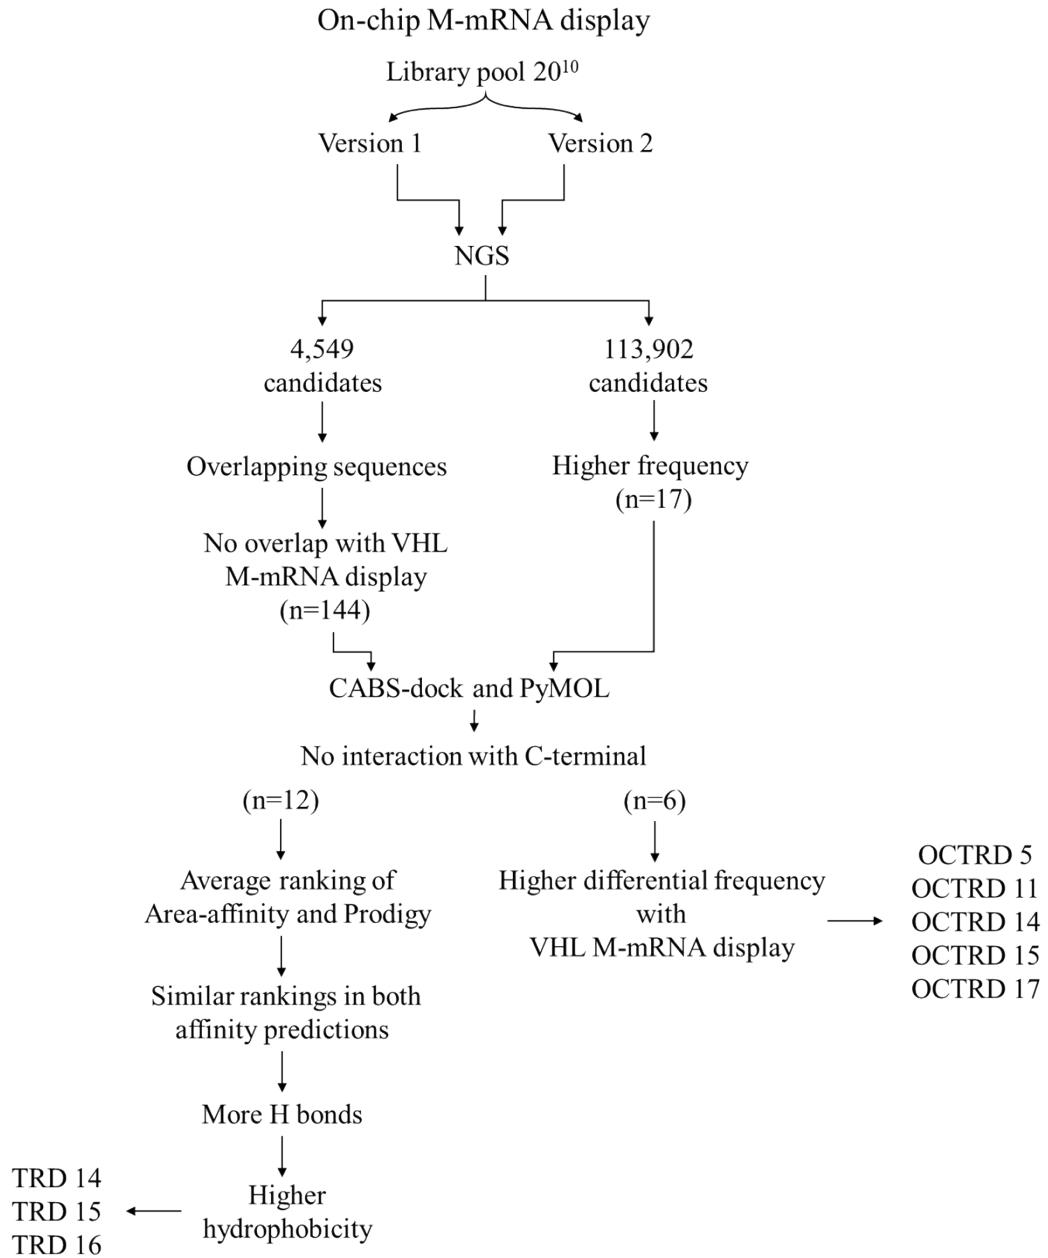 On-chip M-mRNA display
Library pool 20¹⁰
Version 1
Version 2
NGS
4,549
candidates
113,902
candidates
Overlapping sequences
Higher frequency
(n=17)
No overlap with VHL
M-mRNA display
(n=144)
CABS-dock and PyMOL
No interaction with C-terminal
(n=12)
(n=6)
Average ranking of
Area-affinity and Prodigy
Higher differential frequency
with
VHL M-mRNA display
OCTRD 5
OCTRD 11
OCTRD 14
OCTRD 15
OCTRD 17
Similar rankings in both
affinity predictions
More H bonds
Higher
hydrophobicity
TRD 14
TRD 15
TRD 16